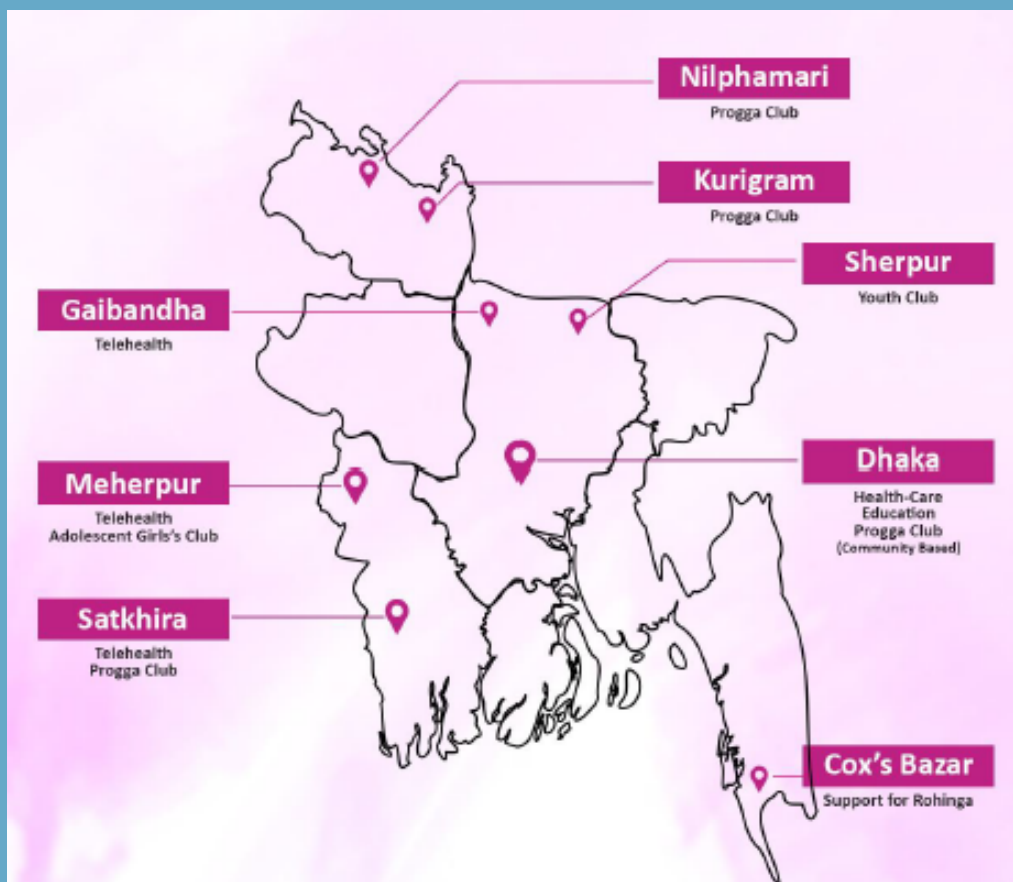 Nilphamari
Progga Club
Kurigram
Progga Club
Sherpur
Youth Club
Gaibandha
Telehealth
Dhaka
Health-Care
Education
Progga Club
(Community Based)
Meherpur
Telehealth
Adolescent Girls's Club
Satkhira
Telehealth
Progga Club
Cox's Bazar
Support for Rohinga